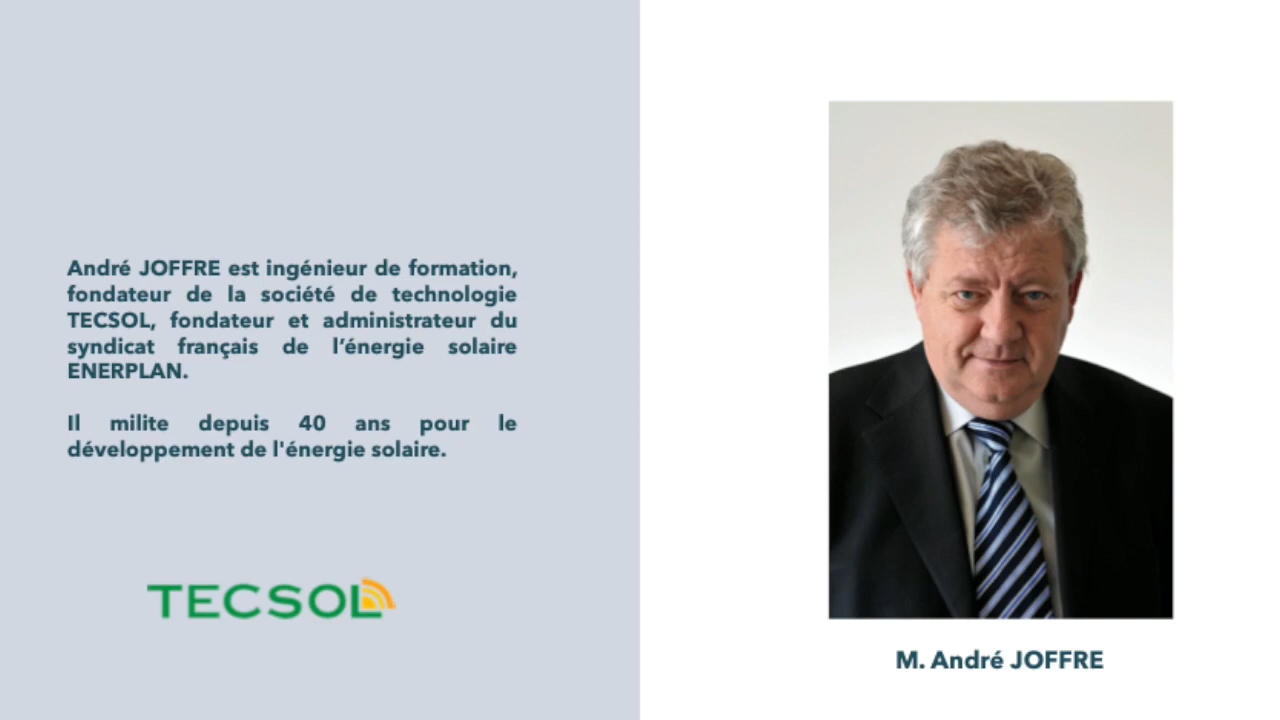 André JOFFRE est ingénieur de formation,
fondateur de la société de technologie
TECSOL, fondateur et administrateur du
syndicat français de l’énergie solaire
ENERPLAN.
Il milite depuis 40 ans pour le
développement de l'énergie solaire.
TECSOL
M. André JOFFRE